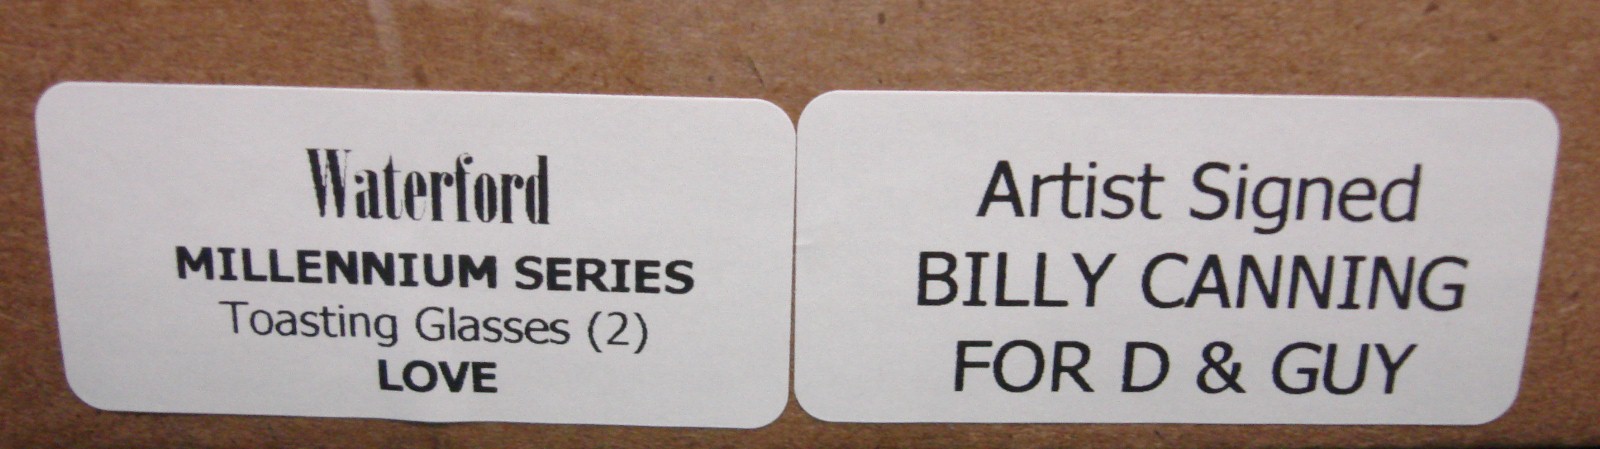 Waterford
MILLENNIUM SERIES
Toasting Glasses (2)
LOVE
Artist Signed
BILLY CANNING
FOR D & GUY